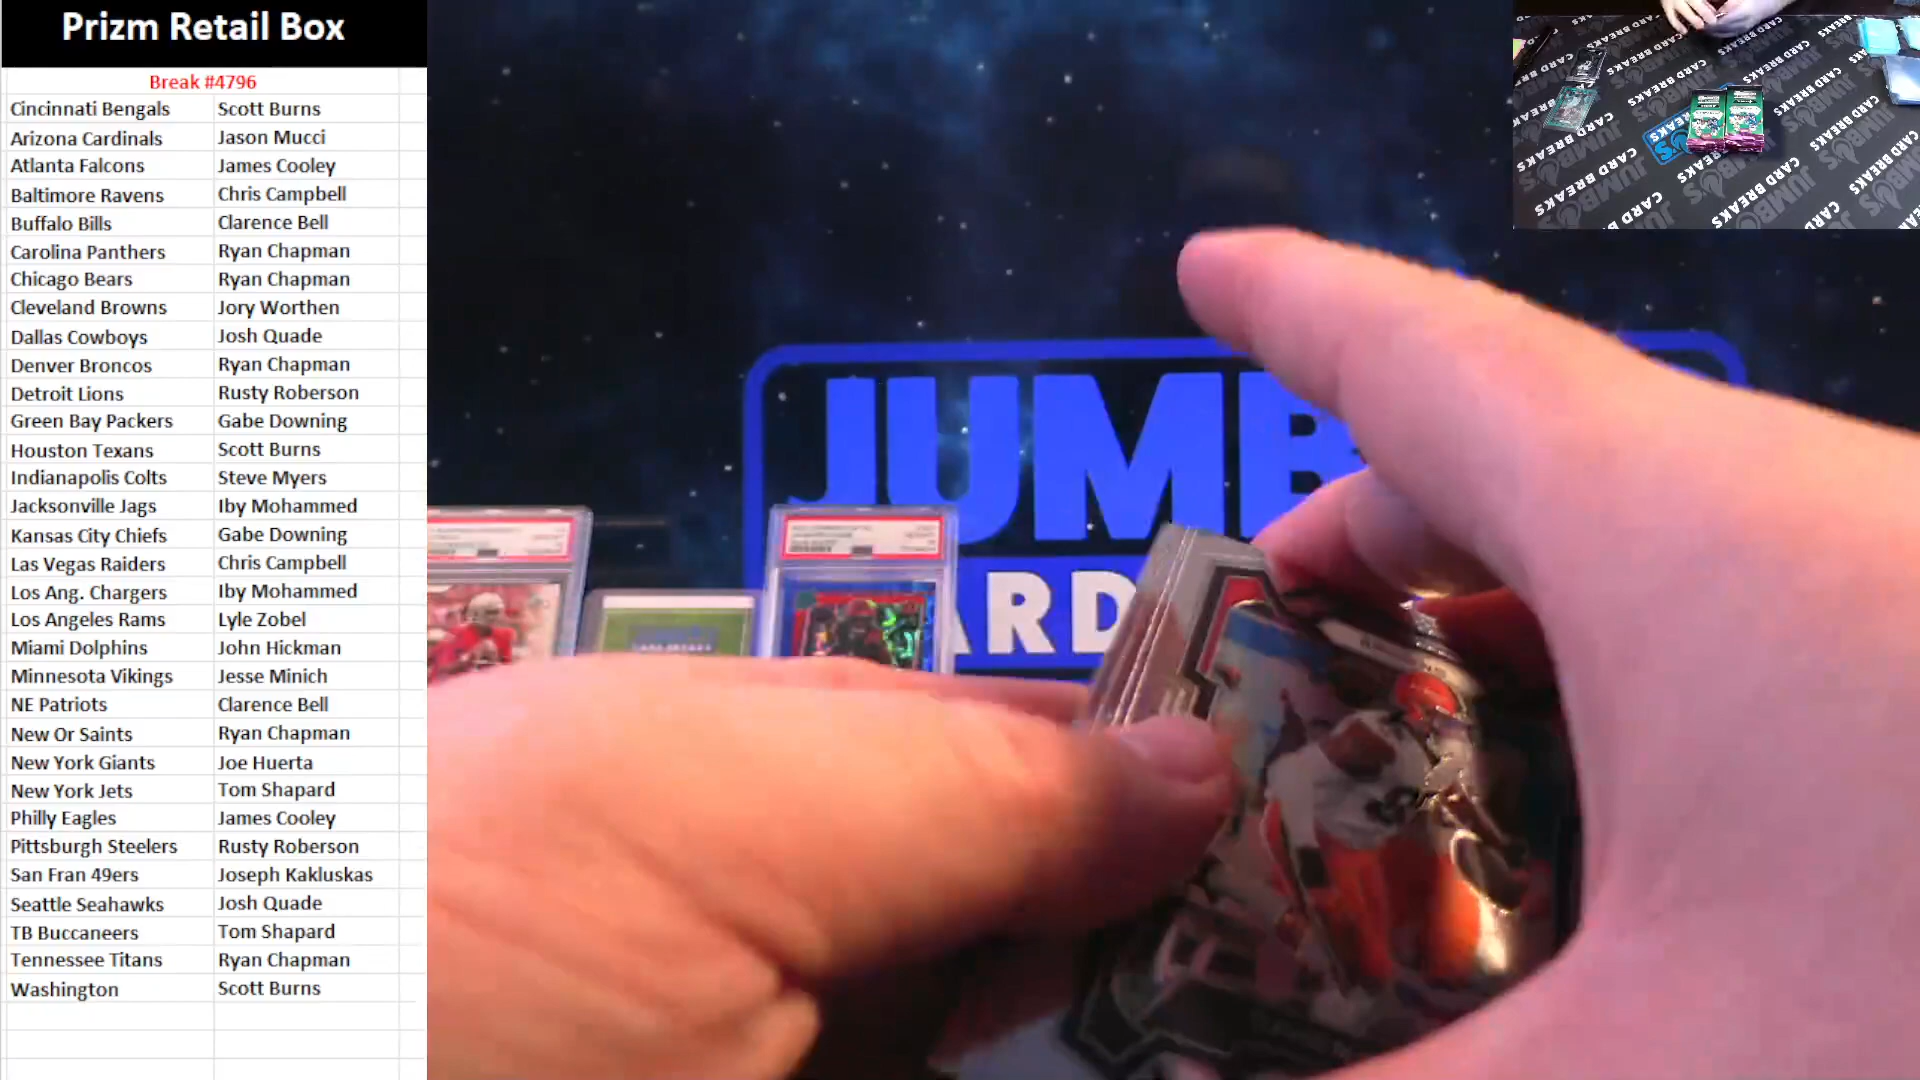 Prizm Retail Box
Break #4796
Cincinnati Bengals Scott Burns
Arizona Cardinals Jason Mucci
Atlanta Falcons James Cooley
Baltimore Ravens Chris Campbell
Buffalo Bills Clarence Bell
Carolina Panthers Ryan Chapman
Chicago Bears Ryan Chapman
Cleveland Browns Jory Worthen
Dallas Cowboys Josh Quade
Denver Broncos Ryan Chapman
Detroit Lions Rusty Roberson
Green Bay Packers Gabe Downing
Houston Texans Scott Burns
Indianapolis Colts Steve Myers
Jacksonville Jags Iby Mohammed
Kansas City Chiefs Gabe Downing
Las Vegas Raiders Chris Campbell
Los Ang. Chargers Iby Mohammed
Los Angeles Rams Lyle Zobel
Miami Dolphins John Hickman
Minnesota Vikings Jesse Minich
NE Patriots Clarence Bell
New Or Saints Ryan Chapman
New York Giants Joe Huerta
New York Jets Tom Shapard
Philly Eagles James Cooley
Pittsburgh Steelers Rusty Roberson
San Fran 49ers Joseph Kakluskas
Seattle Seahawks Josh Quade
TB Buccaneers Tom Shapard
Tennessee Titans Ryan Chapman
Washington Scott Burns
JUMB
ARD
JUMBO'S
CARD BREAKS